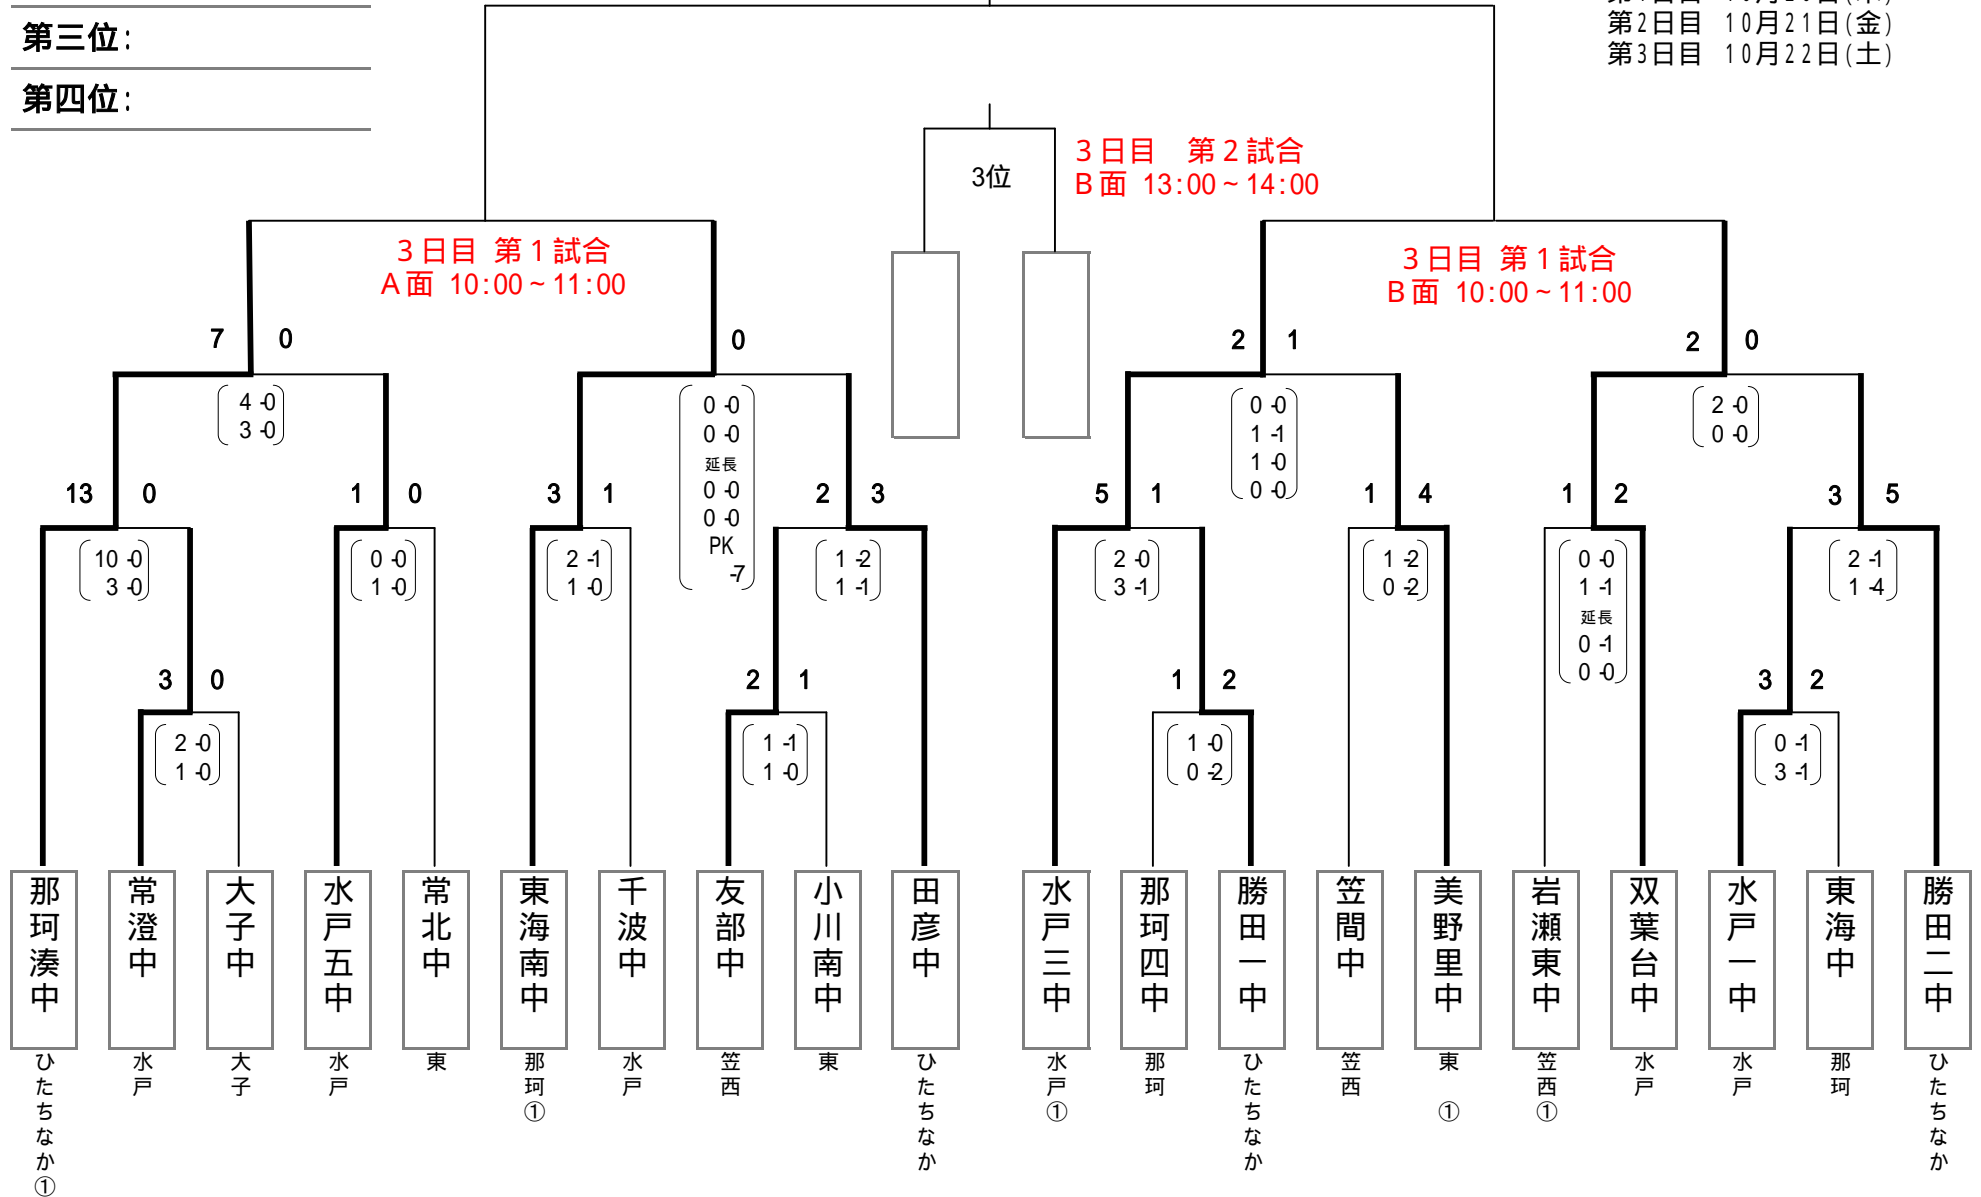 第2日目 10月21日(金)
第3日目 10月22日(土)
第三位:
第四位:
3日目 第2試合
B面 13:00~14:00
3位
3日目 第1試合
A面 10:00~11:00
3日目 第1試合
B面 10:00~11:00
7 0
0
2 1
2 0
4-0
3-0
0-0
0-0
延長
0-0
0-0
PK
-7
0-0
1-1
1-0
0-0
2-0
0-0
13 0
1 0
3 1
2 3
5 1
1 4
1 2
3 5
10-0
3-0
0-0
1-0
2-1
1-0
1-2
1-1
2-0
3-1
1-2
0-2
0-0
1-1
延長
0-1
0-0
2-1
1-4
3 0
2 1
1 2
3 2
2-0
1-0
1-1
1-0
1-0
0-2
0-1
3-1
那珂湊中
常澄中
大子中
水戸五中
常北中
東海南中
千波中
友部中
小川南中
田彦中
水戸三中
那珂四中
勝田一中
笠間中
美野里中
岩瀬東中
双葉台中
水戸一中
東海中
勝田二中
ひたちなか①
水戸
大子
水戸
東
那珂①
水戸
笠西
東
ひたちなか
水戸①
那珂
ひたちなか
笠西
東①
笠西①
水戸
水戸
那珂
ひたちなか